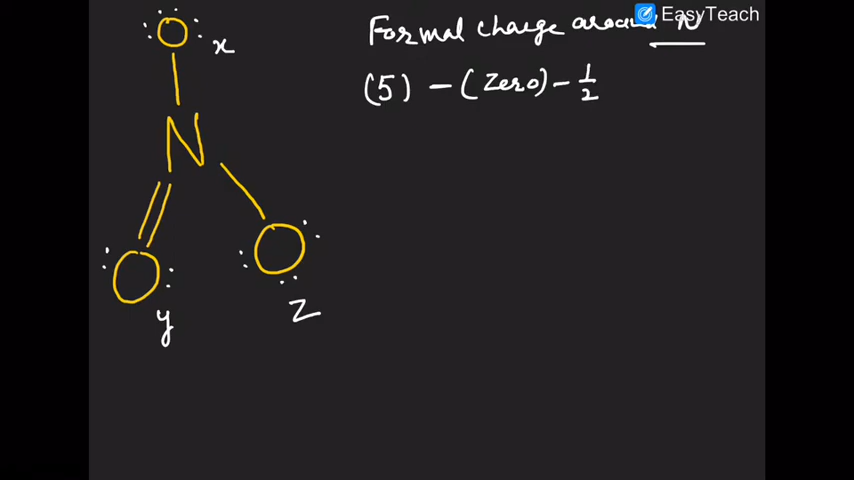 EasyTeach
Formal charge around N
(5) - (Zero) - 1/2
x
N
y
Z